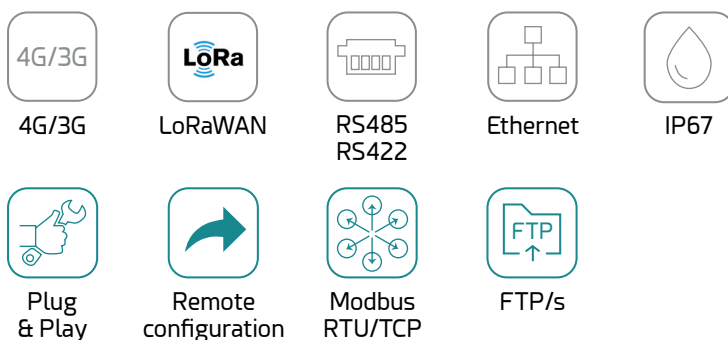 4G/3G
LoRa
4G/3G
LoRaWAN
RS485
RS422
Ethernet
IP67
FTP
Plug
& Play
Remote
configuration
Modbus
RTU/TCP
FTP/s